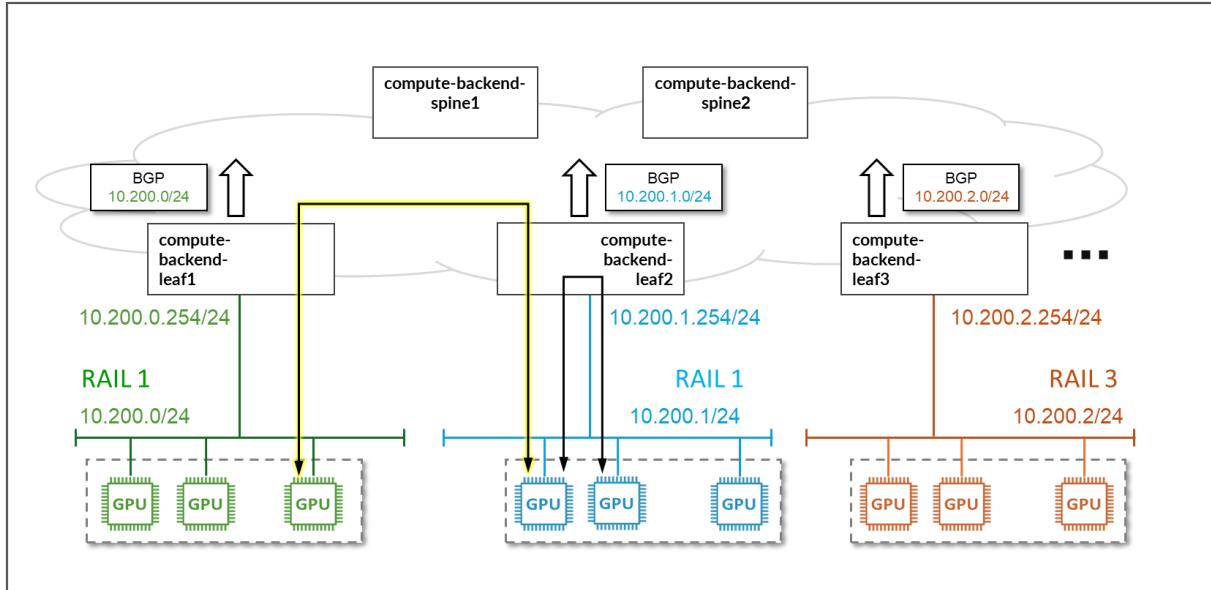 compute-backend-
spine1
compute-backend-
spine2
BGP
10.200.0/24
BGP
10.200.1.0/24
BGP
10.200.2.0/24
compute-
backend-
leaf1
compute-
backend-
leaf2
compute-
backend-
leaf3
...
10.200.0.254/24
10.200.1.254/24
10.200.2.254/24
RAIL 1
RAIL 1
RAIL 3
10.200.0/24
10.200.1/24
10.200.2/24
GPU
GPU
GPU
GPU
GPU
GPU
GPU
GPU
GPU